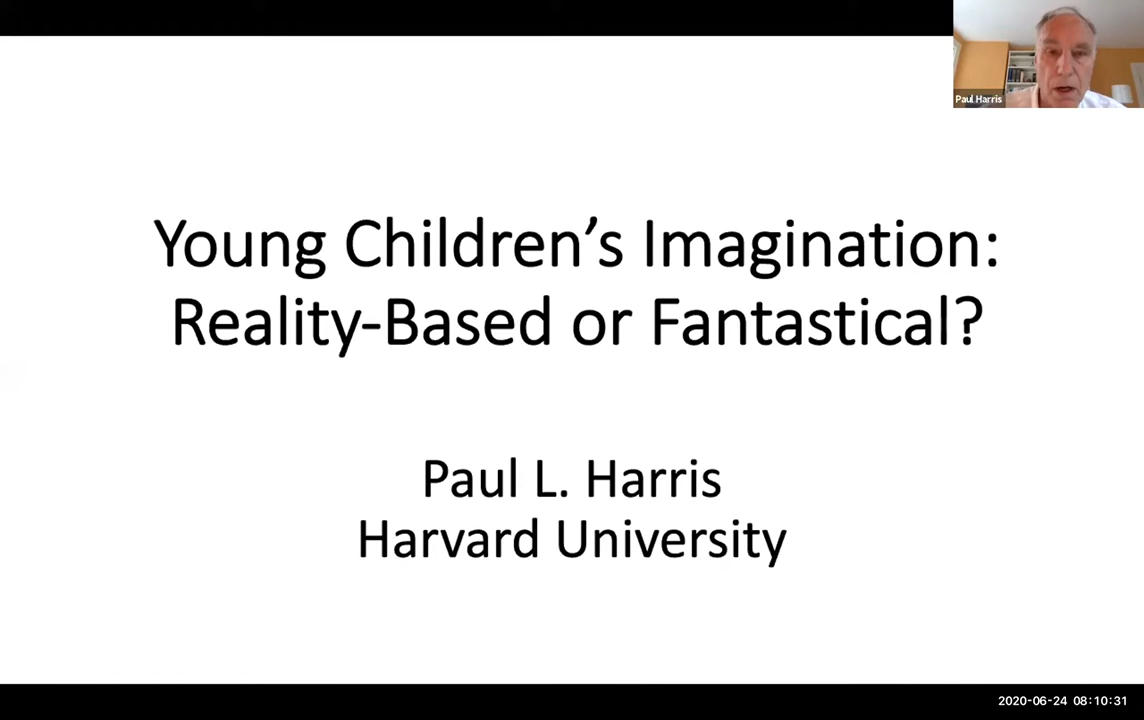 Paul Harris
Young Children's Imagination:
Reality-Based or Fantastical?
Paul L. Harris
Harvard University
2020-06-24 08:10:31